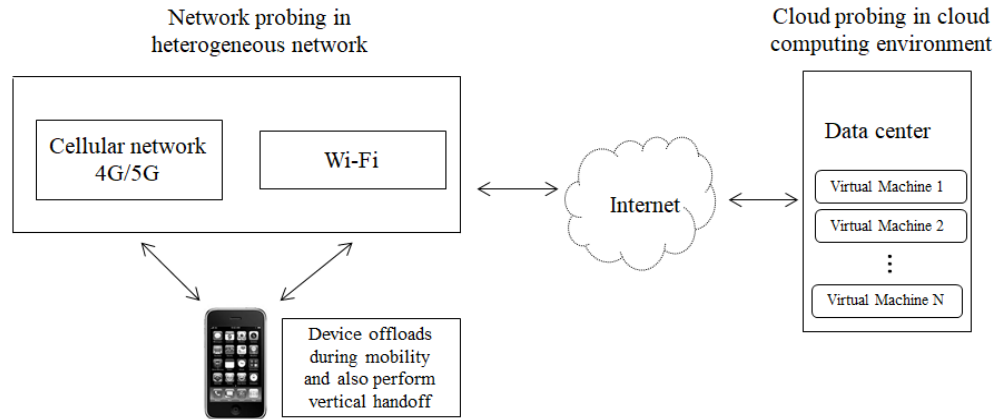 Network probing in
heterogeneous network
Cloud probing in cloud
computing environment
Cellular network
4G/5G
Wi-Fi
Internet
Data center
Virtual Machine 1
Virtual Machine 2
Virtual Machine N
Device offloads
during mobility
and also perform
vertical handoff